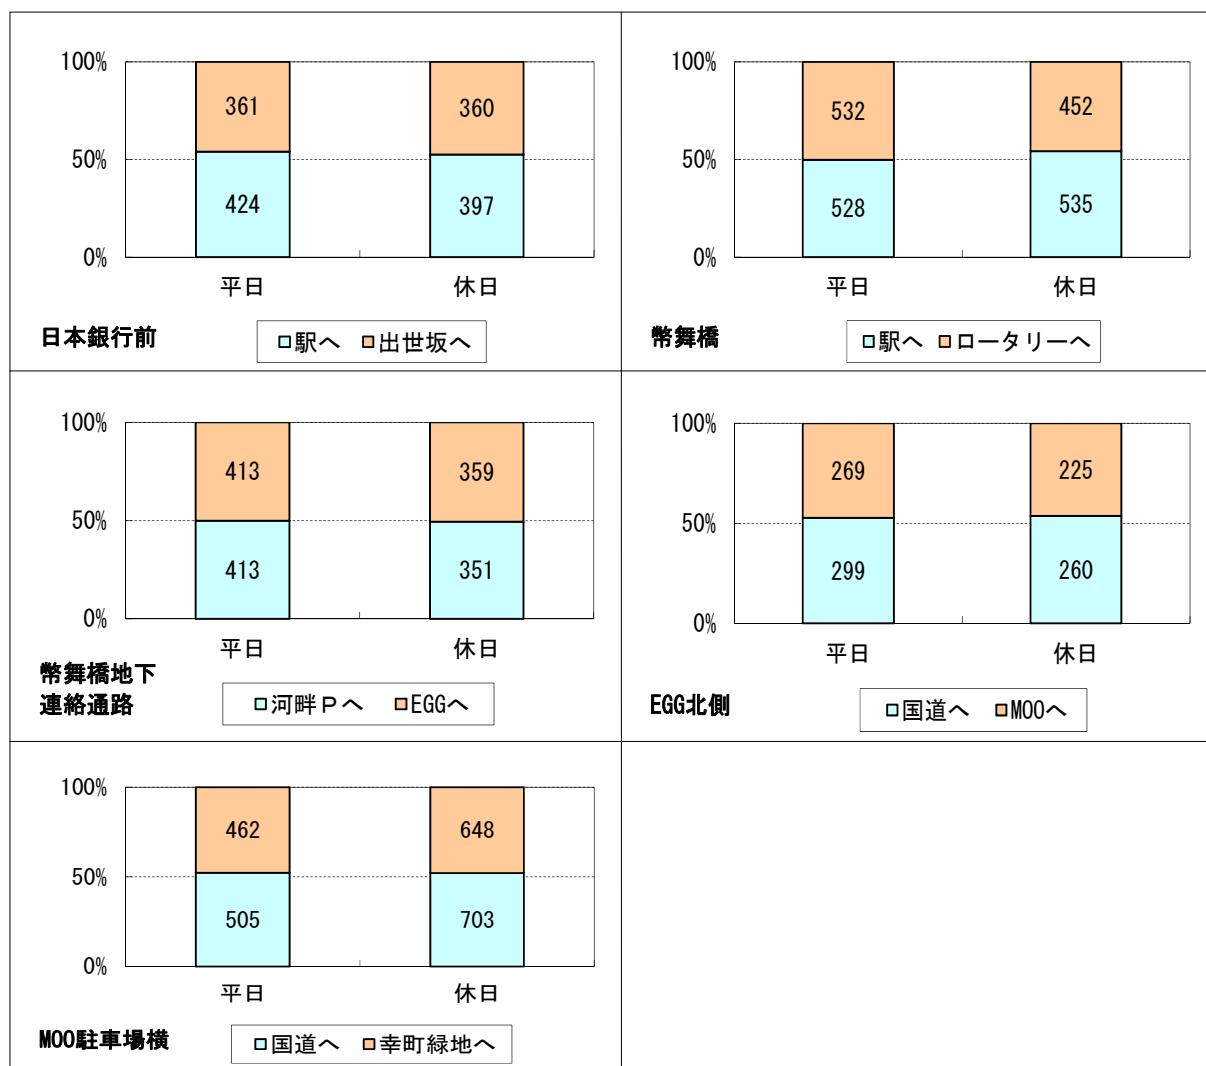 100%
361
360
50%
424
397
0%
平日
休日
日本銀行前
駅へ 出世坂へ
100%
532
452
50%
528
535
0%
平日
休日
幣舞橋
駅へ ロータリーへ
100%
413
359
50%
413
351
0%
平日
休日
幣舞橋地下
連絡通路
河畔Pへ EGGへ
100%
269
225
50%
299
260
0%
平日
休日
EGG北側
国道へ MOOへ
100%
462
648
50%
505
703
0%
平日
休日
MOO駐車場横
国道へ 幸町緑地へ